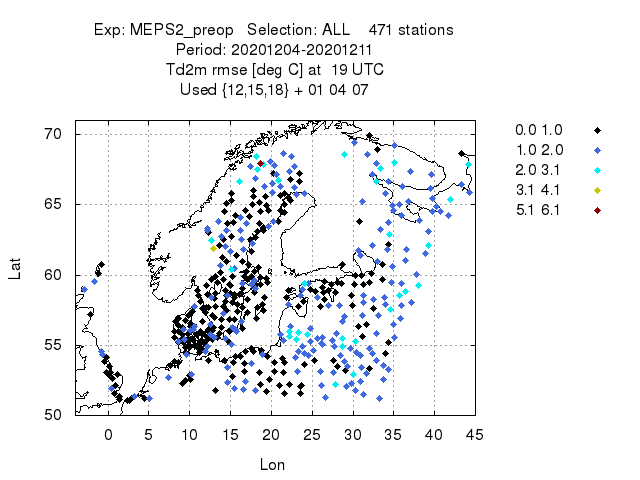 Exp: MEPS2_preop   Selection: ALL    471 stations
Period: 20201204-20201211
Td2m rmse [deg C] at  19 UTC
Used {12,15,18} + 01 04 07
0.0 1.0
1.0 2.0
2.0 3.1
3.1 4.1
5.1 6.1
70
65
60
55
50
Lat
0 5 10 15 20 25 30 35 40 45
Lon